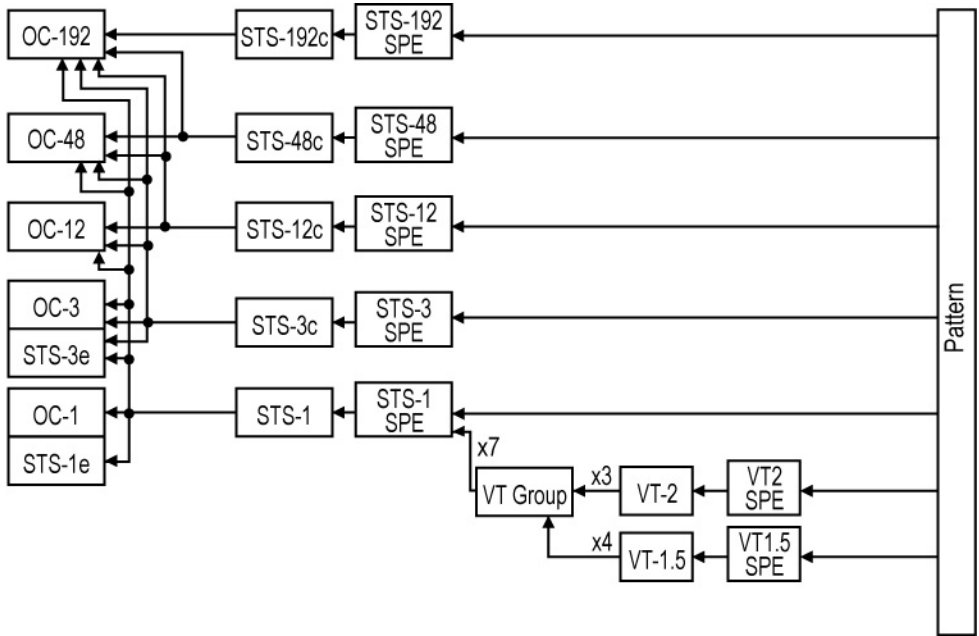 OC-192
STS-192c
STS-192
SPE
OC-48
STS-48c
STS-48
SPE
OC-12
STS-12c
STS-12
SPE
OC-3
STS-3e
STS-3c
STS-3
SPE
OC-1
STS-1e
STS-1
STS-1
SPE
x7
VT Group
x3
VT-2
VT2
SPE
x4
VT-1.5
VT1.5
SPE
Pattern